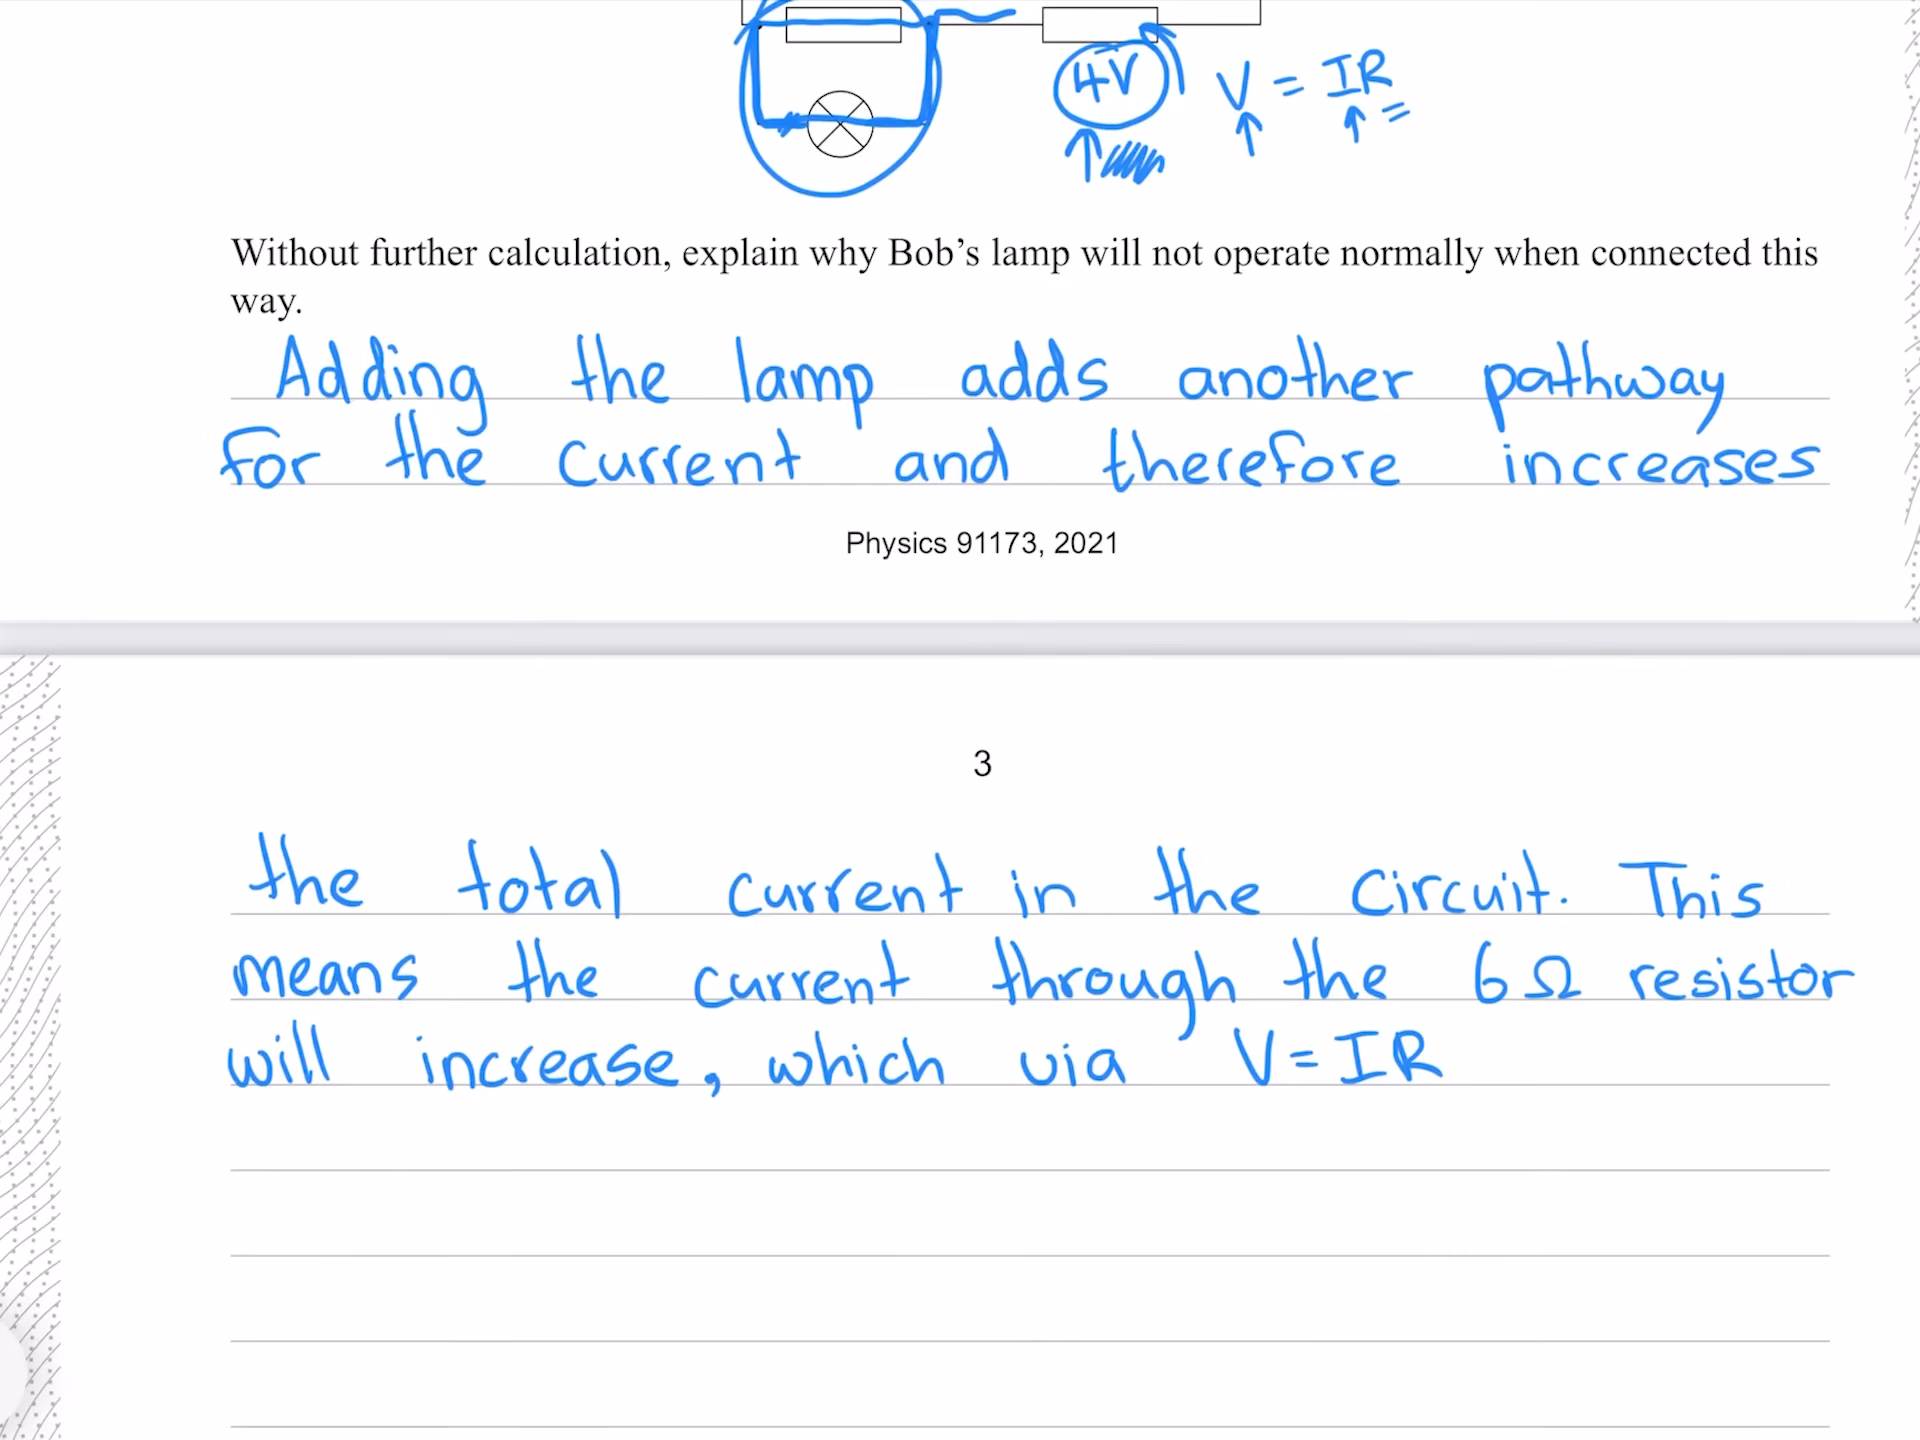 4V
V = IR
Without further calculation, explain why Bob’s lamp will not operate normally when connected this
way.
Adding the lamp adds another pathway
for the current and therefore increases
Physics 91173, 2021
3
the total current in the circuit. This
means the current through the 6Ω resistor
will increase, which via V=IR